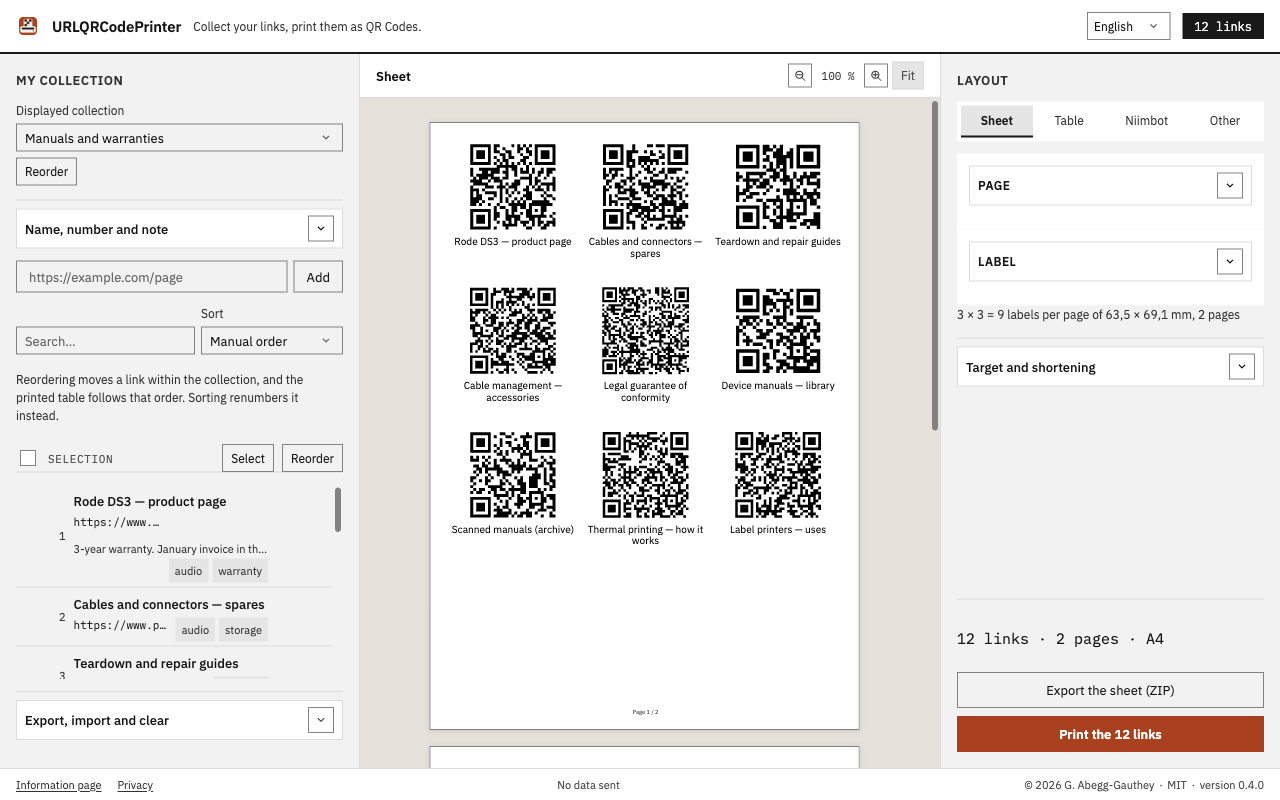 URLQRCodePrinter
Collect your links, print them as QR Codes.
English
12 links
MY COLLECTION
Displayed collection
Manuals and warranties
Reorder
Name, number and note
https://example.com/page
Add
Sort
Search...
Manual order
Reordering moves a link within the collection, and the
printed table follows that order. Sorting renumbers it
instead.
SELECTION
Select
Reorder
1
Rode DS3 — product page
https://www.…
3-year warranty. January invoice in th...
audio
warranty
2
Cables and connectors — spares
https://www.p…
audio
storage
3
Teardown and repair guides
Export, import and clear
Sheet
100 %
Fit
Rode DS3 — product page
Cables and connectors —
spares
Teardown and repair guides
Cable management —
accessories
Legal guarantee of
conformity
Device manuals — library
Scanned manuals (archive)
Thermal printing — how it
works
Label printers — uses
Page 1 / 2
LAYOUT
Sheet
Table
Niimbot
Other
PAGE
LABEL
3 × 3 = 9 labels per page of 63,5 × 69,1 mm, 2 pages
Target and shortening
12 links · 2 pages · A4
Export the sheet (ZIP)
Print the 12 links
Information page
Privacy
No data sent
© 2026 G. Abegg-Gauthey · MIT · version 0.4.0